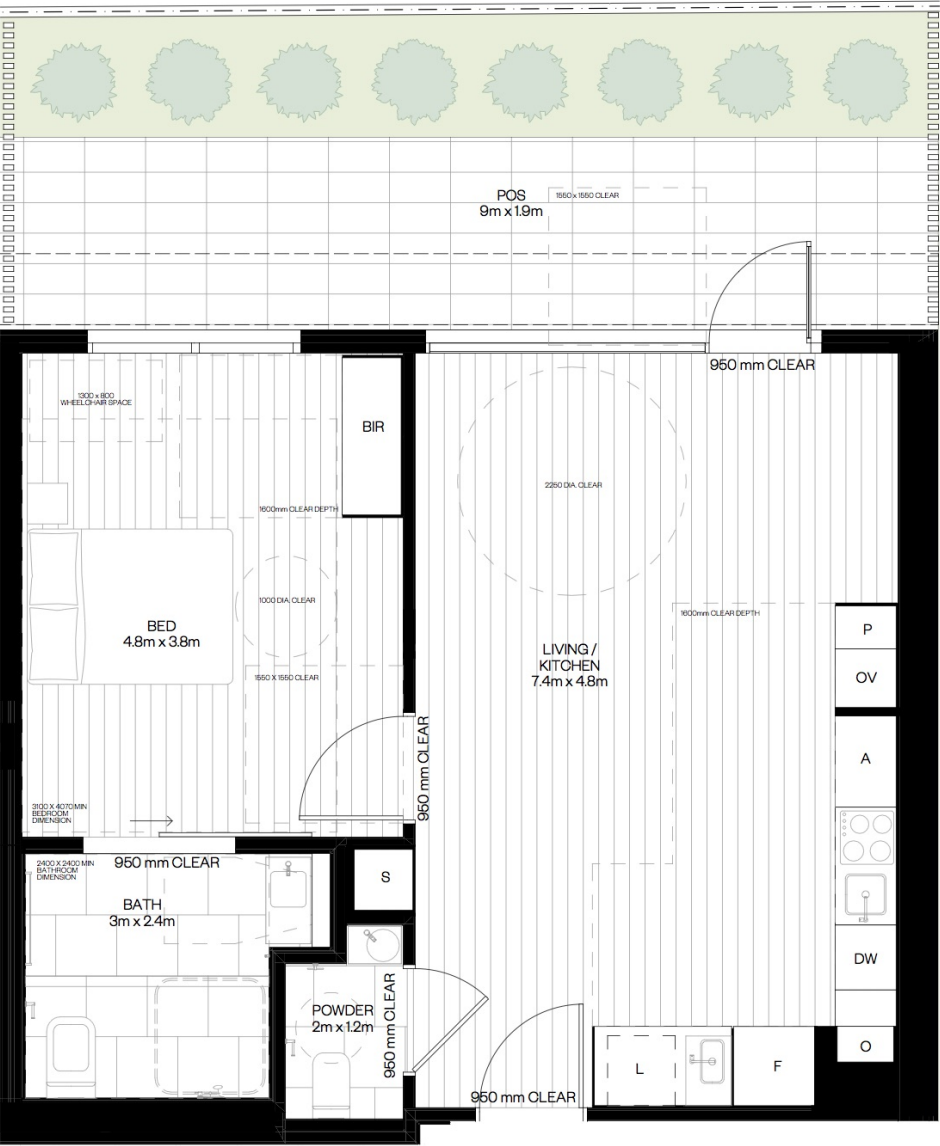 POS
9m x 1.9m
1550 x 1550 CLEAR
950 mm CLEAR
1300 x 800
WHEELCHAIR SPACE
BIR
2250 DIA. CLEAR
1600mm CLEAR DEPTH
1000 DIA. CLEAR
1600mm CLEAR DEPTH
BED
4.8m x 3.8m
P
LIVING /
KITCHEN
7.4m x 4.8m
OV
1550 X 1550 CLEAR
950 mm CLEAR
A
3100 X 4070 MIN
BEDROOM
DIMENSION
2400 X 2400 MIN
BATHROOM
DIMENSION
950 mm CLEAR
S
BATH
3m x 2.4m
KM
DW
POWDER
2m x 1.2m
950 mm CLEAR
O
L
F
950 mm CLEAR